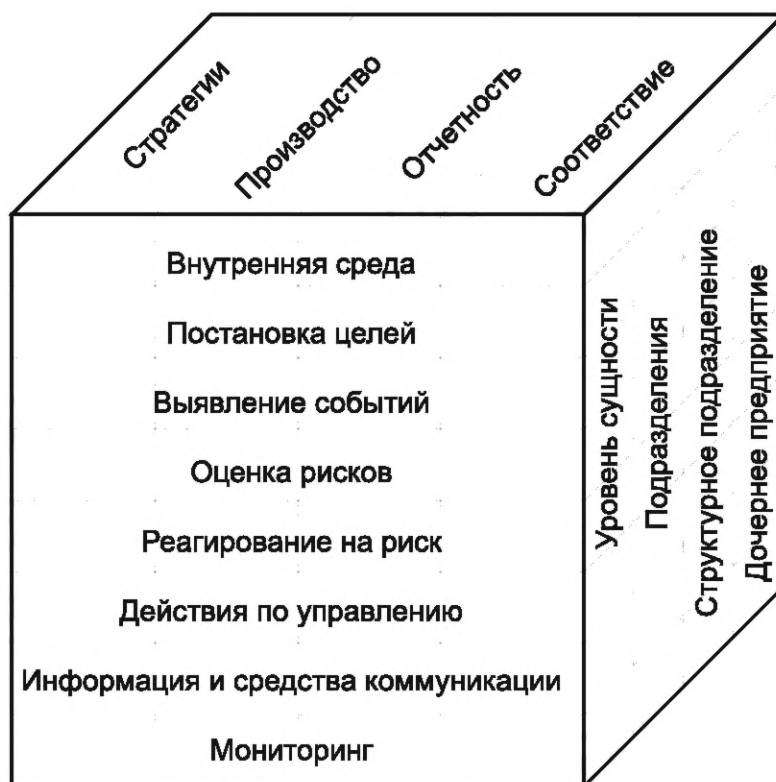 Стратегии
Производство
Отчетность
Соответствие
Внутренняя среда
Постановка целей
Выявление событий
Оценка рисков
Реагирование на риск
Действия по управлению
Информация и средства коммуникации
Мониторинг
Уровень сущности
Подразделения
Структурное подразделение
Дочернее предприятие